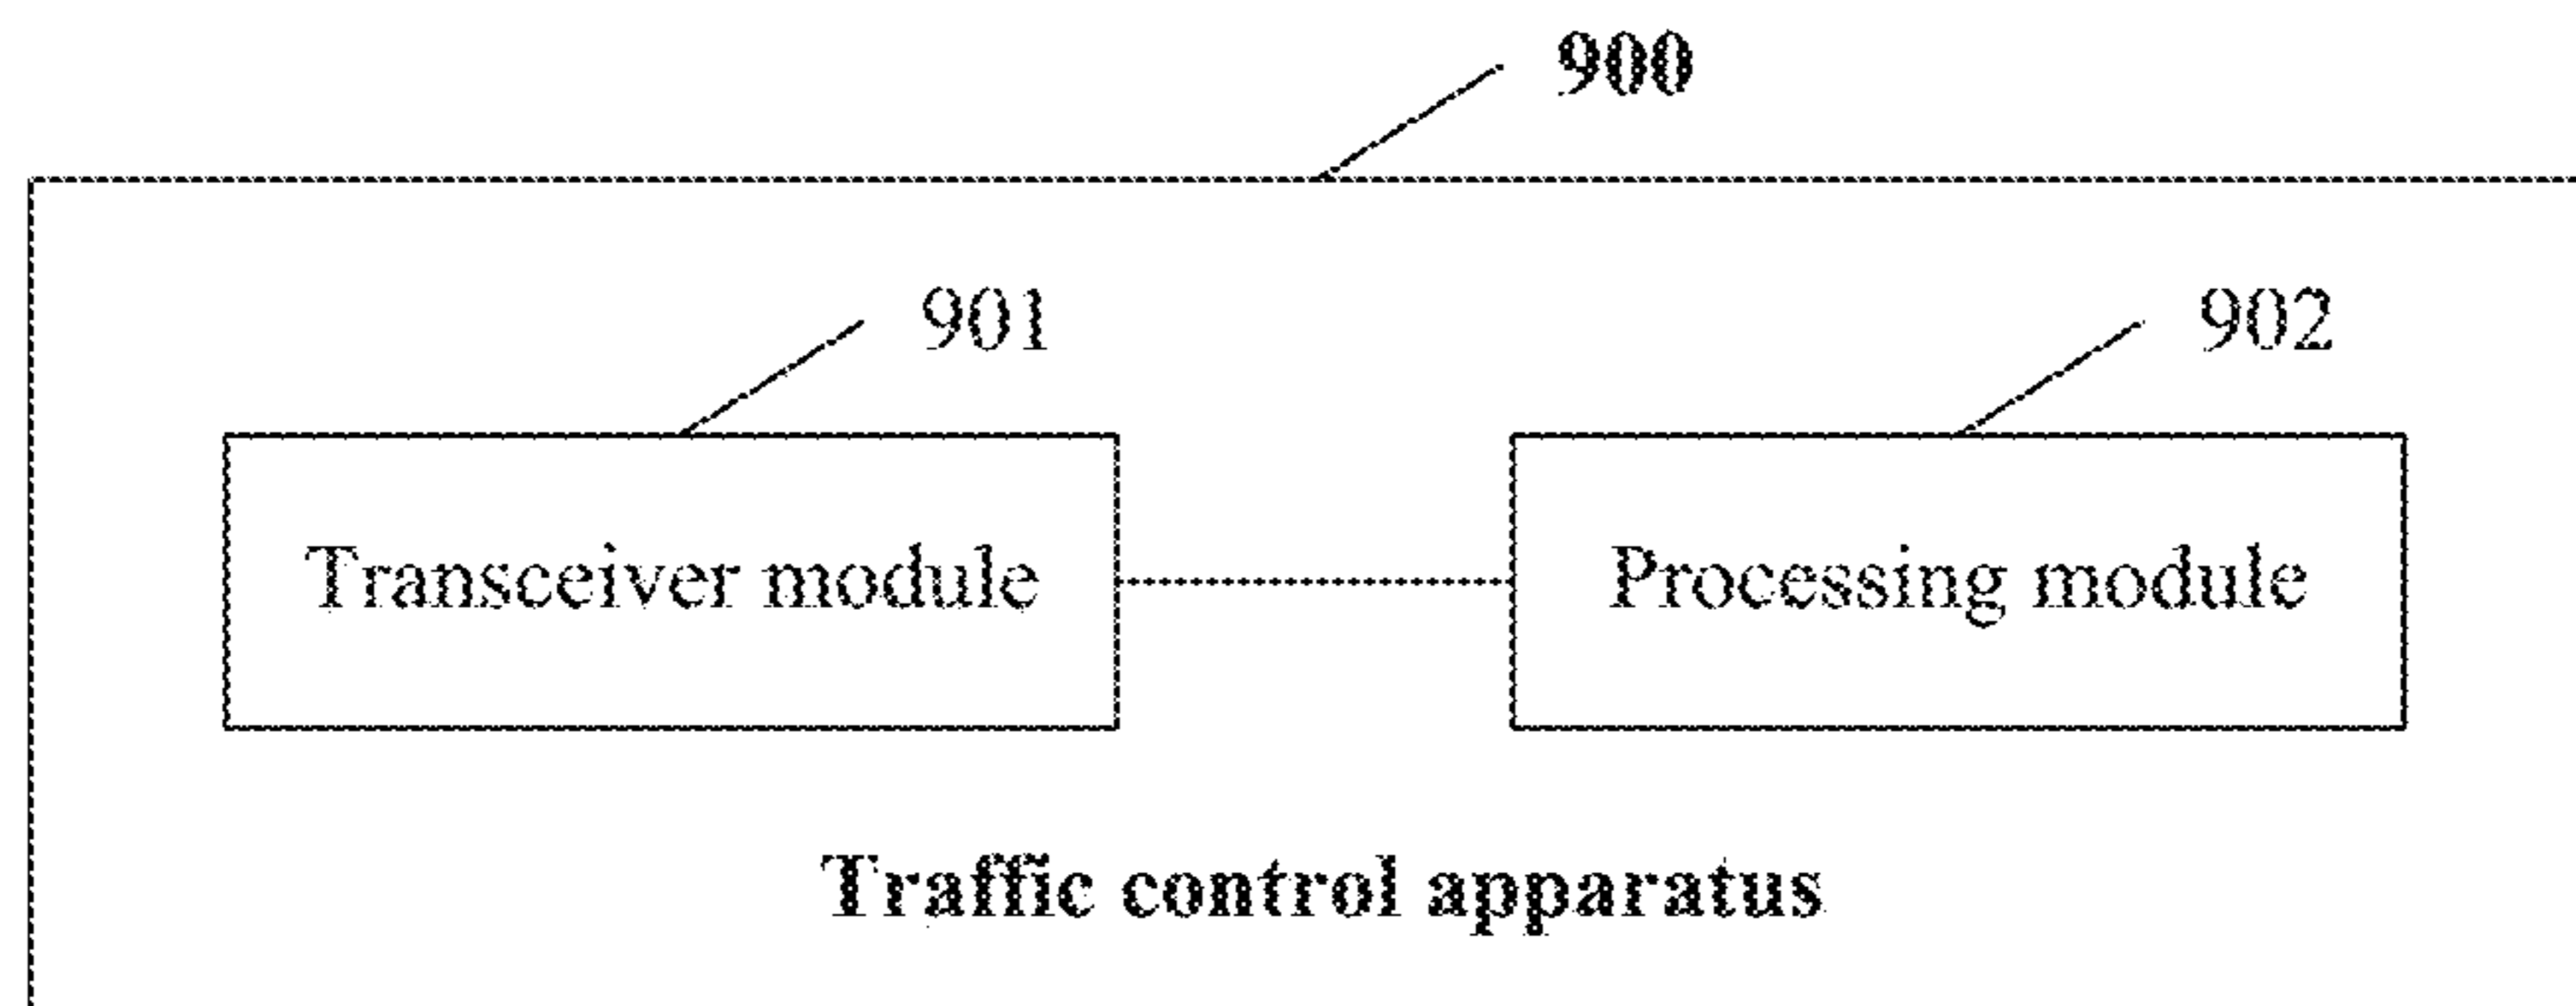 900
901
902
Transceiver module
Processing module
Traffic control apparatus